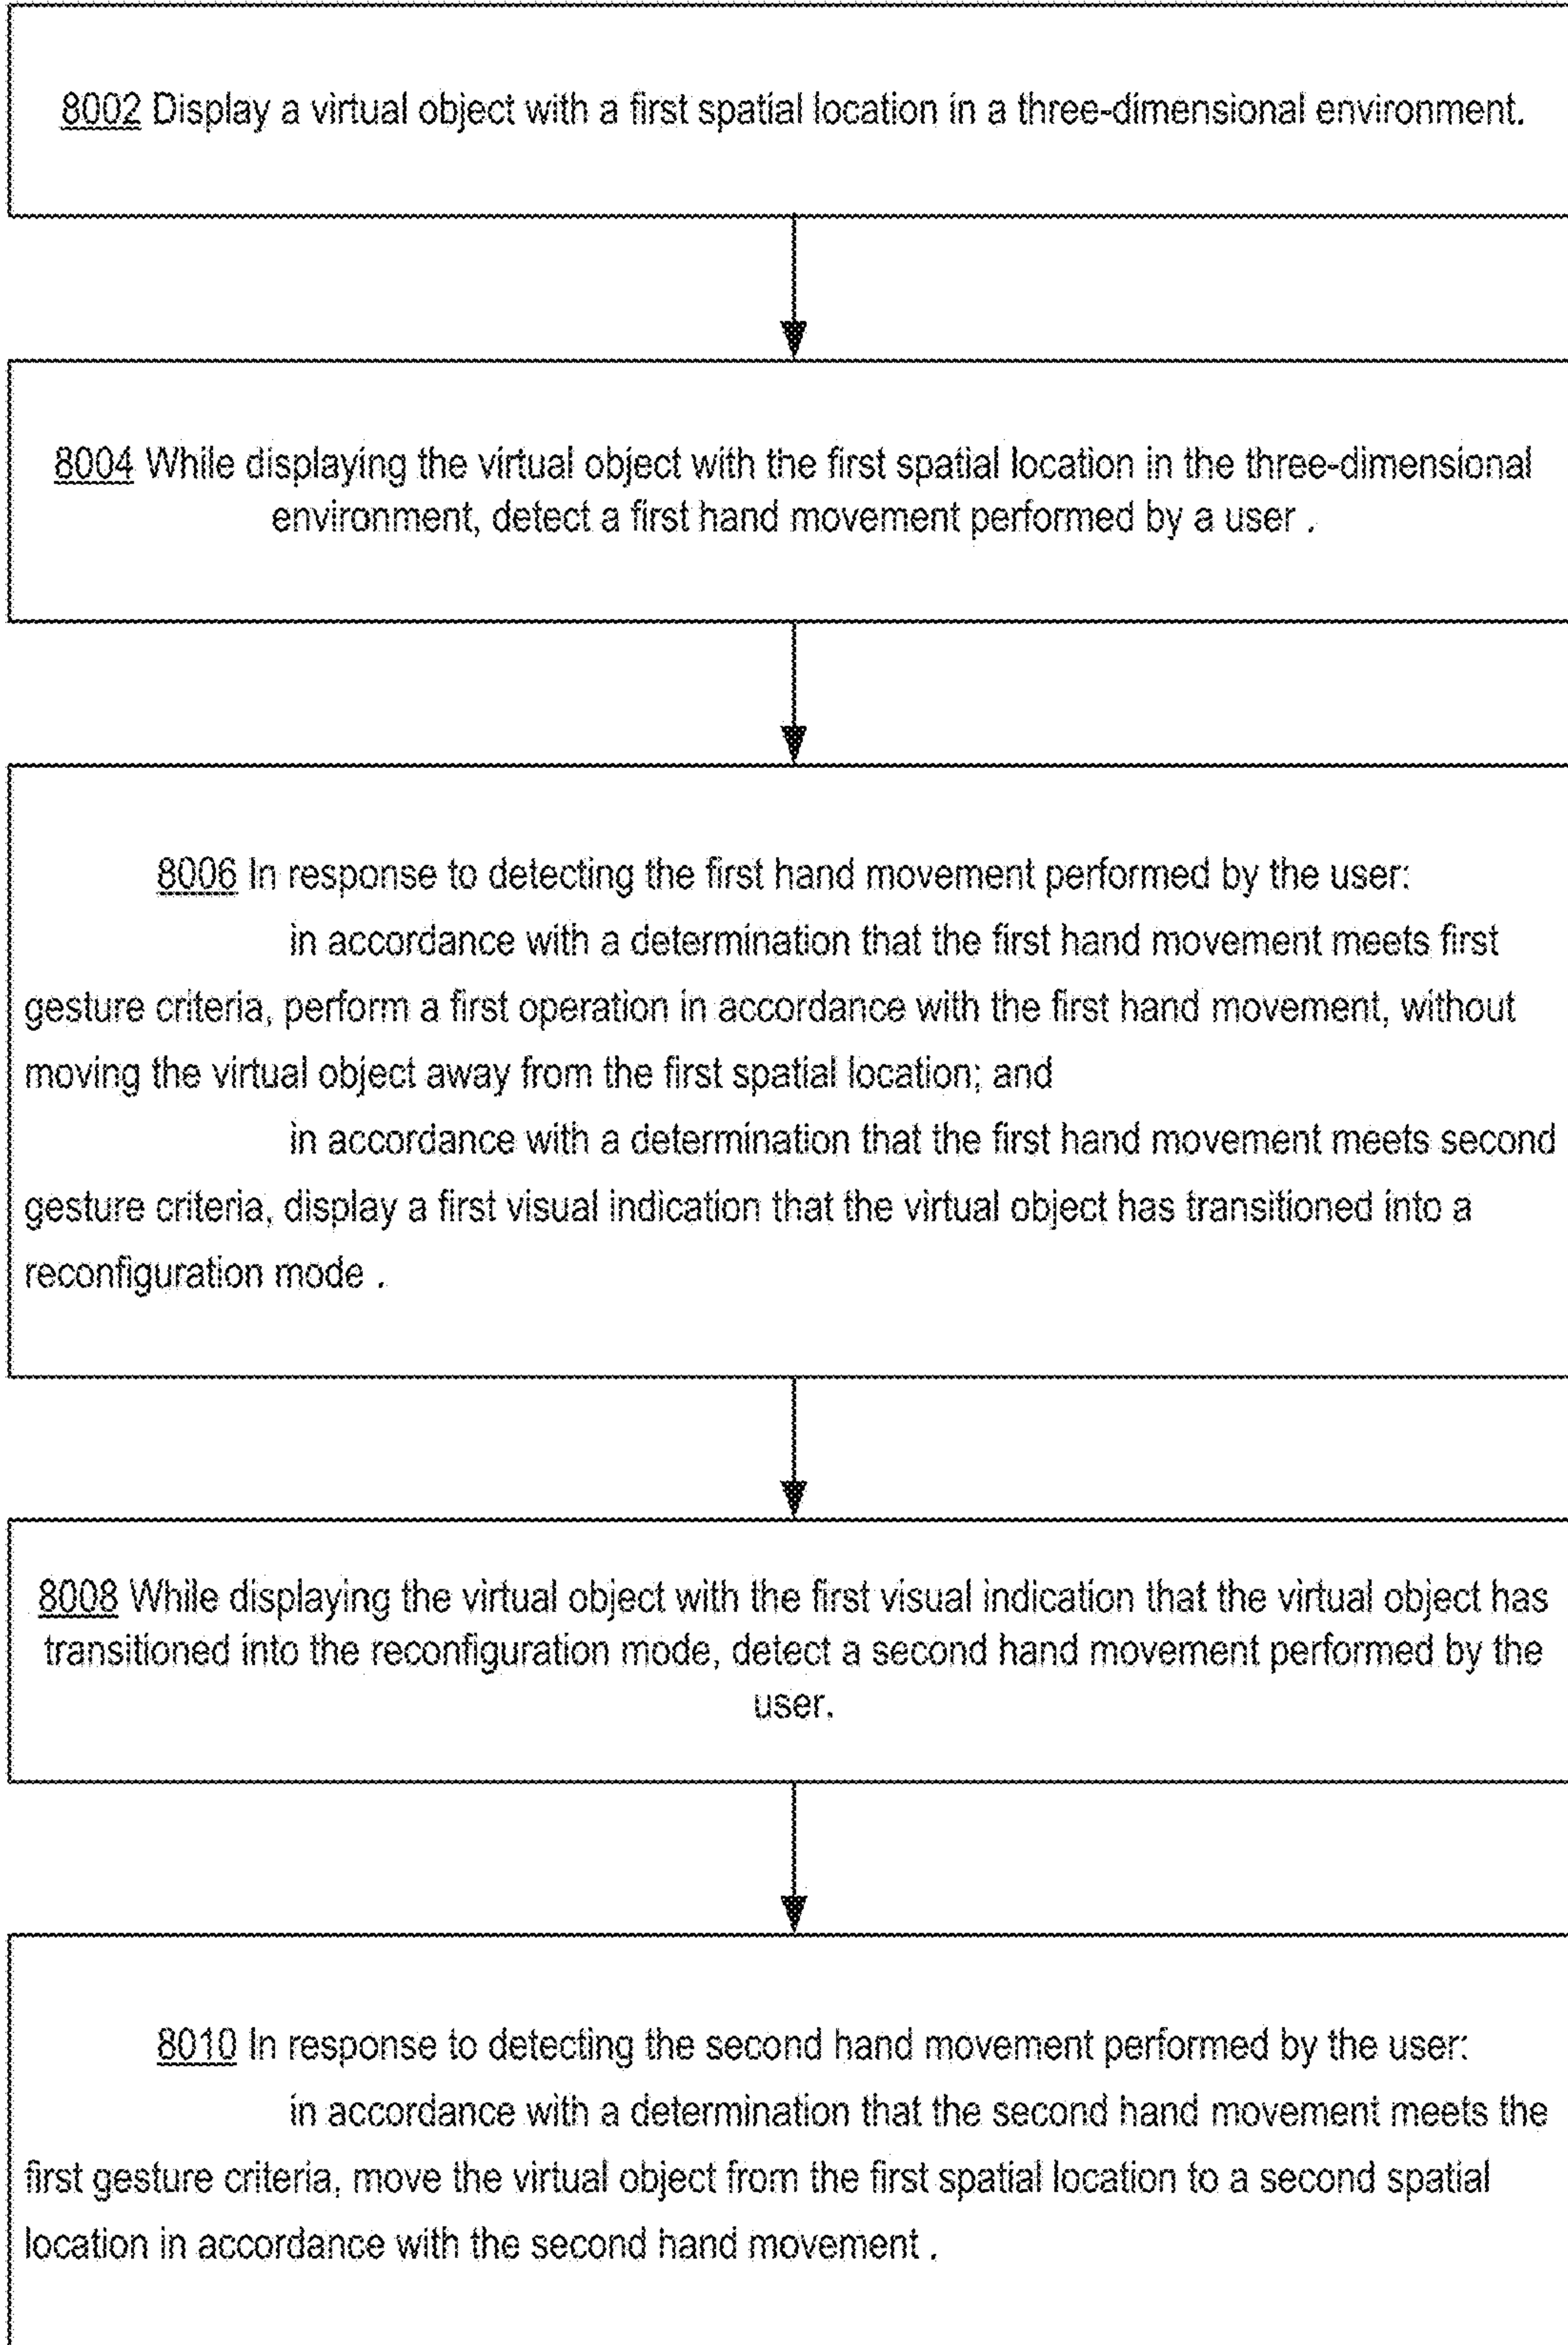 8002 Display a virtual object with a first spatial location in a three-dimensional environment.
8004 While displaying the virtual object with the first spatial location in the three-dimensional
environment, detect a first hand movement performed by a user .
8006 In response to detecting the first hand movement performed by the user:
in accordance with a determination that the first hand movement meets first
gesture criteria, perform a first operation in accordance with the first hand movement, without
moving the virtual object away from the first spatial location; and
in accordance with a determination that the first hand movement meets second
gesture criteria, display a first visual indication that the virtual object has transitioned into a
reconfiguration mode .
8008 While displaying the virtual object with the first visual indication that the virtual object has
transitioned into the reconfiguration mode, detect a second hand movement performed by the
user.
8010 In response to detecting the second hand movement performed by the user:
in accordance with a determination that the second hand movement meets the
first gesture criteria, move the virtual object from the first spatial location to a second spatial
location in accordance with the second hand movement .